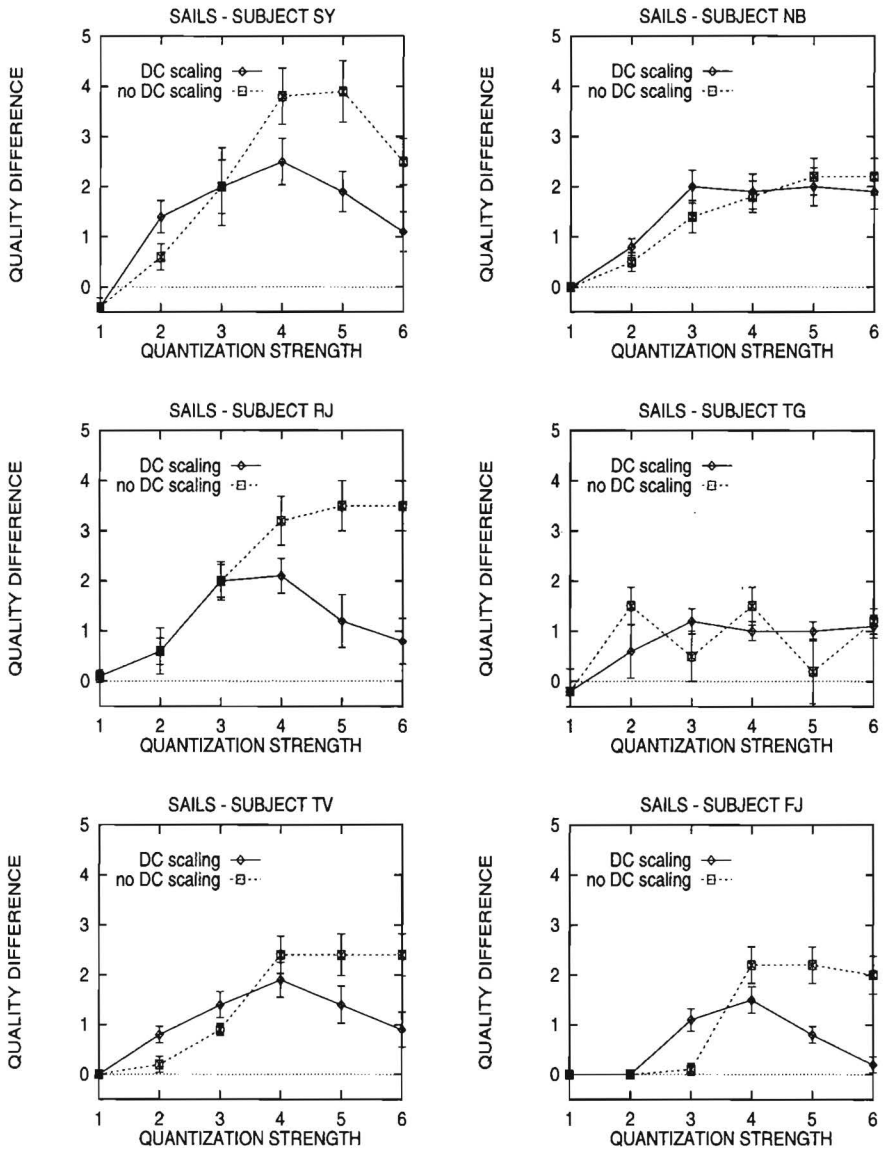 SAILS - SUBJECT SY
QUALITY DIFFERENCE
5
4
3
2
1
0
DC scaling
no DC scaling
1 2 3 4 5 6
QUANTIZATION STRENGTH
SAILS - SUBJECT NB
QUALITY DIFFERENCE
5
4
3
2
1
0
DC scaling
no DC scaling
1 2 3 4 5 6
QUANTIZATION STRENGTH
SAILS - SUBJECT RJ
QUALITY DIFFERENCE
5
4
3
2
1
0
DC scaling
no DC scaling
1 2 3 4 5 6
QUANTIZATION STRENGTH
SAILS - SUBJECT TG
QUALITY DIFFERENCE
5
4
3
2
1
0
DC scaling
no DC scaling
1 2 3 4 5 6
QUANTIZATION STRENGTH
SAILS - SUBJECT TV
QUALITY DIFFERENCE
5
4
3
2
1
0
DC scaling
no DC scaling
1 2 3 4 5 6
QUANTIZATION STRENGTH
SAILS - SUBJECT FJ
QUALITY DIFFERENCE
5
4
3
2
1
0
DC scaling
no DC scaling
1 2 3 4 5 6
QUANTIZATION STRENGTH